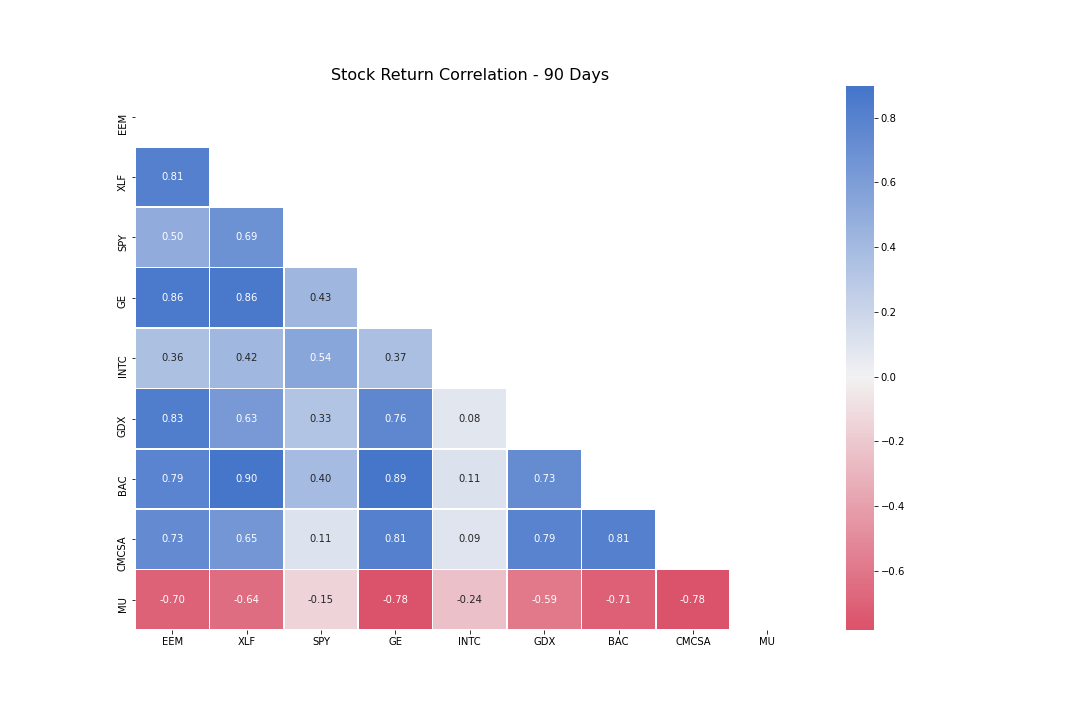 Stock Return Correlation - 90 Days
EEM
XLF 0.81
SPY 0.50 0.69
GE 0.86 0.86 0.43
INTC 0.36 0.42 0.54 0.37
GDX 0.83 0.63 0.33 0.76 0.08
BAC 0.79 0.90 0.40 0.89 0.11 0.73
CMCSA 0.73 0.65 0.11 0.81 0.09 0.79 0.81
MU -0.70 -0.64 -0.15 -0.78 -0.24 -0.59 -0.71 -0.78
EEM XLF SPY GE INTC GDX BAC CMCSA MU
0.8
0.6
0.4
0.2
0.0
−0.2
−0.4
−0.6